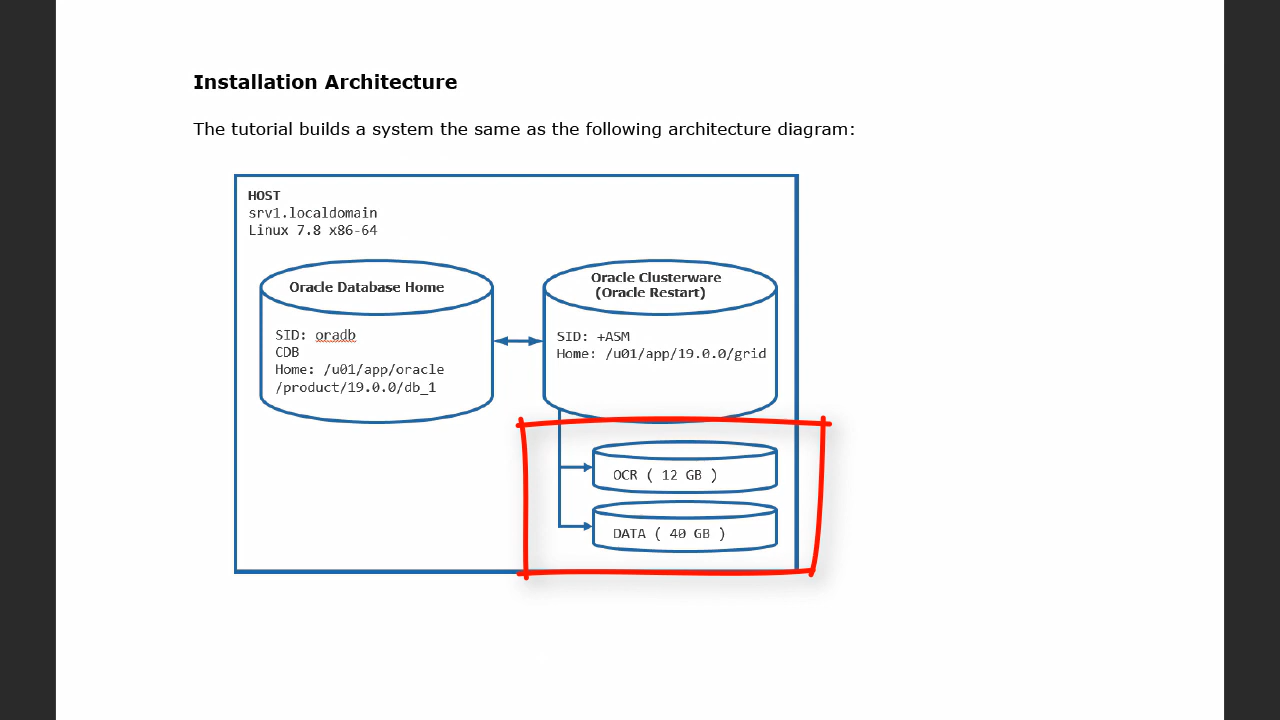 Installation Architecture
The tutorial builds a system the same as the following architecture diagram:
HOST
srv1.localdomain
Linux 7.8 x86-64
Oracle Database Home
SID: oradb
CDB
Home: /u01/app/oracle
/product/19.0.0/db_1
Oracle Clusterware
(Oracle Restart)
SID: +ASM
Home: /u01/app/19.0.0/grid
OCR ( 12 GB )
DATA ( 40 GB )